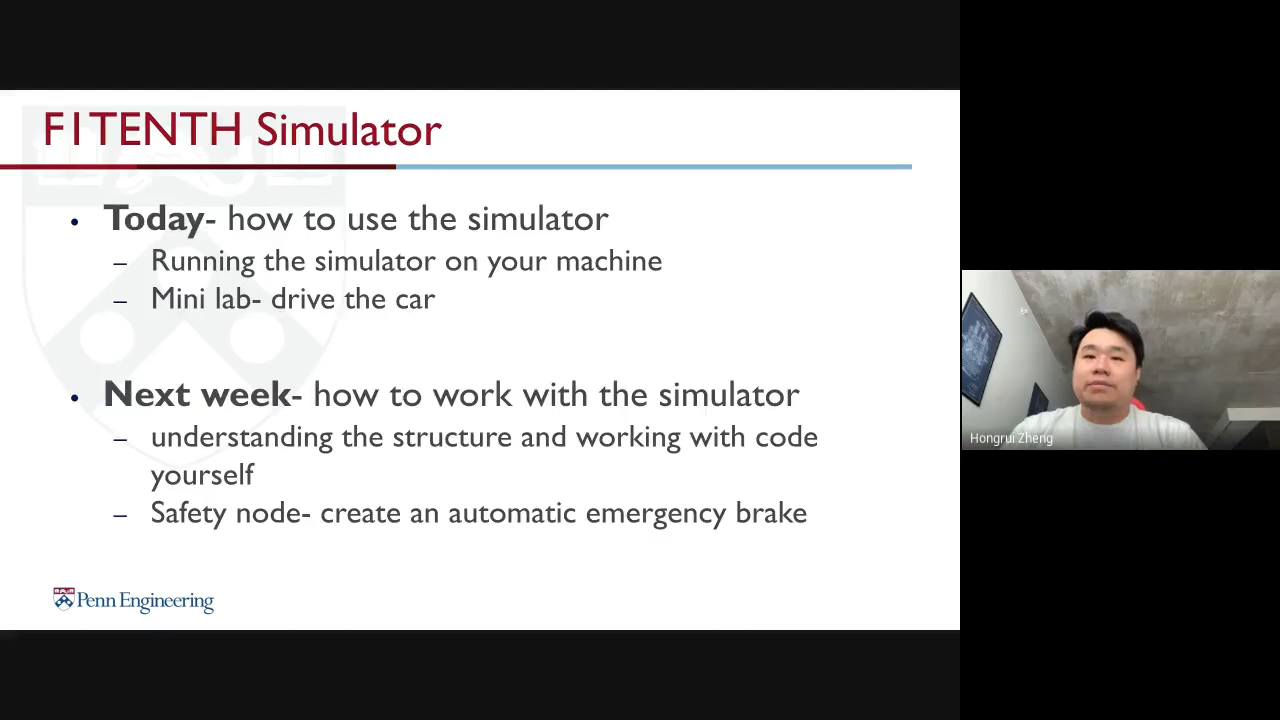 F1TENTH Simulator
• Today- how to use the simulator
– Running the simulator on your machine
– Mini lab- drive the car
• Next week- how to work with the simulator
– understanding the structure and working with code
yourself
– Safety node- create an automatic emergency brake
Penn Engineering
Hongrui Zheng